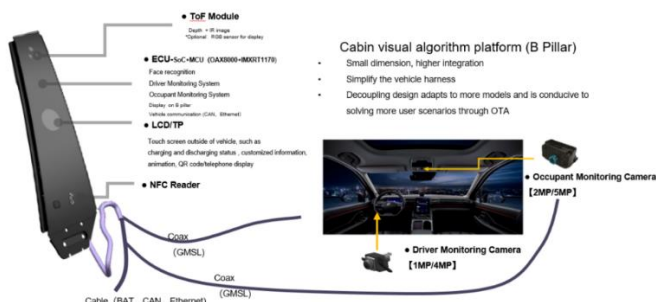 ● ToF Module
Depth + IR image
*Optional: RGB sensor for display
● ECU-SoC+MCU (OAX8000+IMXRT1170)
Face recognition
Driver Monitoring System
Occupant Monitoring System
Display on B pillar
Vehicle communication (CAN, Ethernet)
● LCD/TP
Touch screen outside of vehicle, such as
charging and discharging status , customized information,
animation, QR code/telephone display
● NFC Reader
Coax
(GMSL)
Coax
(GMSL)
Cable (BAT, CAN, Ethernet)
Cabin visual algorithm platform (B Pillar)
• Small dimension, higher integration
• Simplify the vehicle harness
• Decoupling design adapts to more models and is conducive to
solving more user scenarios through OTA
● Occupant Monitoring Camera
【2MP/5MP】
● Driver Monitoring Camera
【1MP/4MP】